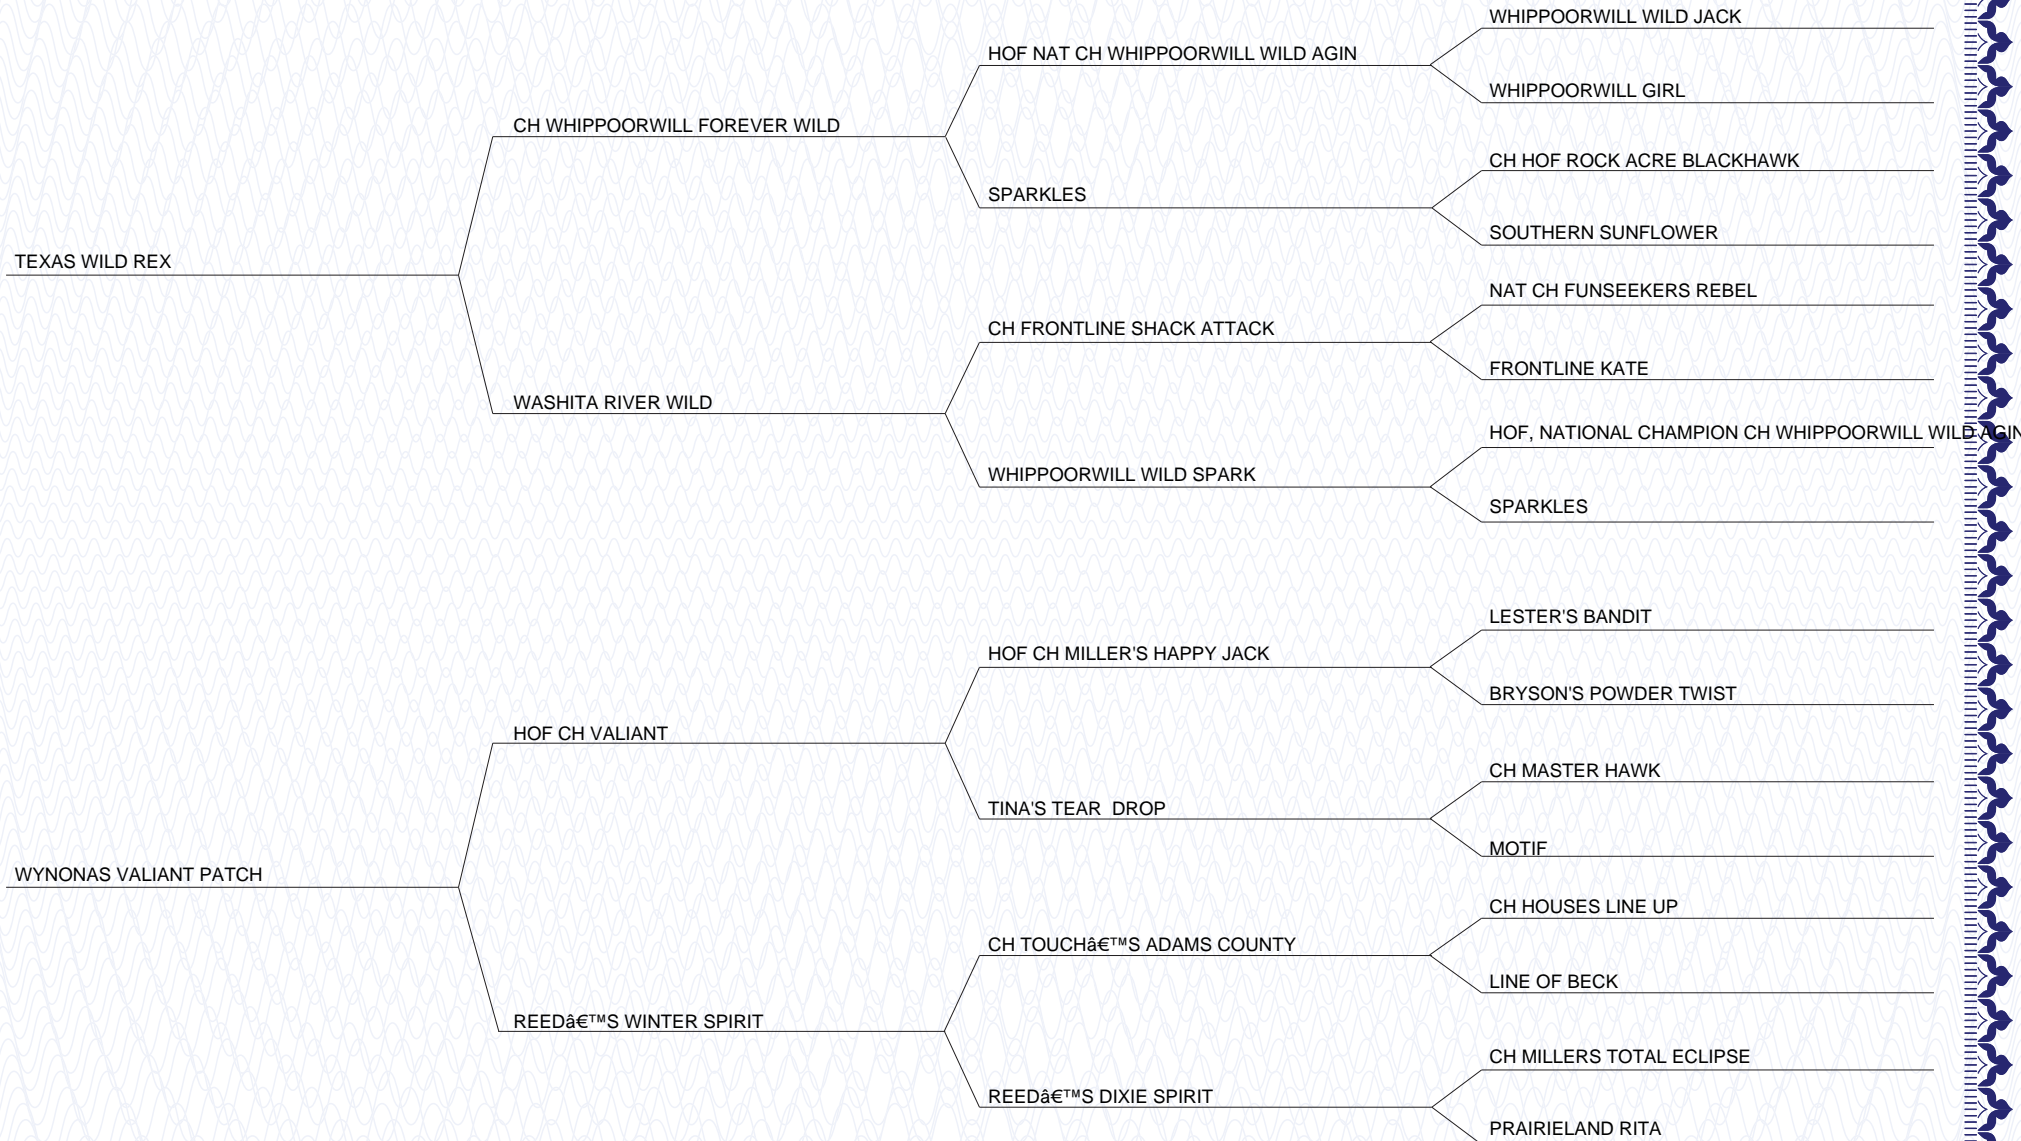 WHIPPOORWILL WILD JACK
HOF NAT CH WHIPPOORWILL WILD AGIN
WHIPPOORWILL GIRL
CH WHIPPOORWILL FOREVER WILD
CH HOF ROCK ACRE BLACKHAWK
SPARKLES
SOUTHERN SUNFLOWER
TEXAS WILD REX
NAT CH FUNSEEKERS REBEL
CH FRONTLINE SHACK ATTACK
FRONTLINE KATE
WASHITA RIVER WILD
HOF, NATIONAL CHAMPION CH WHIPPOORWILL WILD AGIN
WHIPPOORWILL WILD SPARK
SPARKLES
LESTER'S BANDIT
HOF CH MILLER'S HAPPY JACK
BRYSON'S POWDER TWIST
HOF CH VALIANT
CH MASTER HAWK
TINA'S TEAR  DROP
MOTIF
WYNONAS VALIANT PATCH
CH HOUSES LINE UP
CH TOUCHâ€™S ADAMS COUNTY
LINE OF BECK
REEDâ€™S WINTER SPIRIT
CH MILLERS TOTAL ECLIPSE
REEDâ€™S DIXIE SPIRIT
PRAIRIELAND RITA